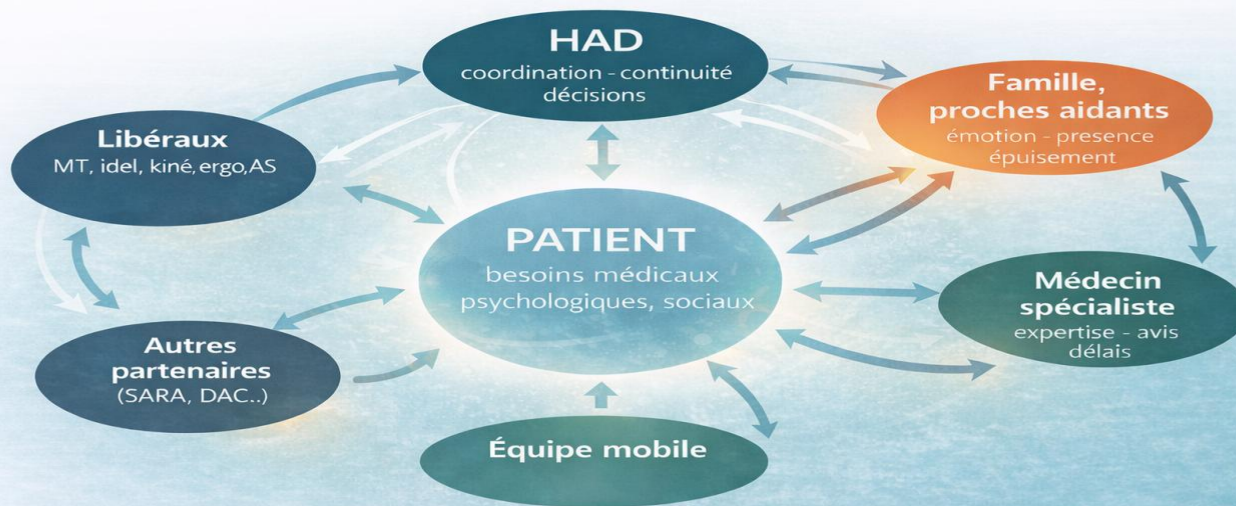 HAD
coordination - continuité
décisions
Famille,
proches aidants
émotion - presence
épuisement
Libéraux
MT, idel, kiné, ergo, AS
PATIENT
besoins médicaux
psychologiques, sociaux
Médecin
spécialiste
expertise - avis
délais
Autres
partenaires
(SARA, DAC..)
Équipe mobile